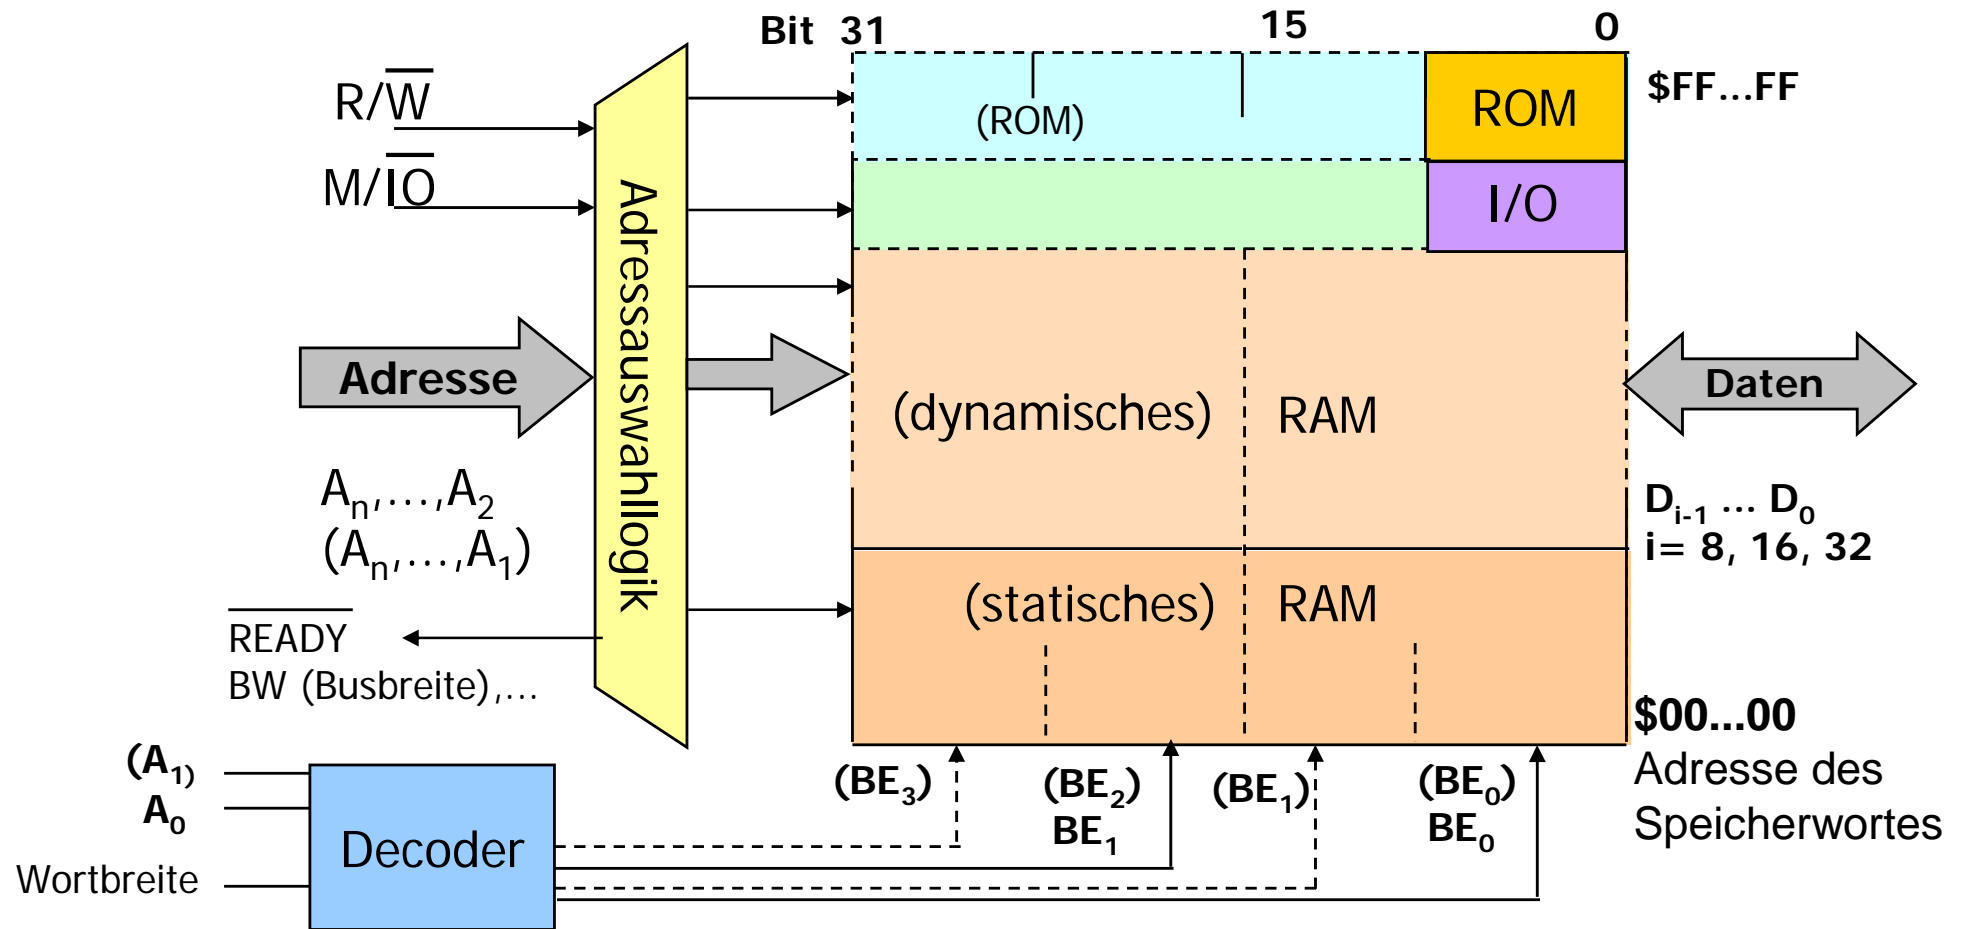 Bit 31 15 0
R/W̅
M/I̅O̅
(ROM)
ROM
$FF...FF
I/O
Adressauswahllogik
Adresse
(dynamisches) RAM
Daten
Aₙ,...,A₂
(Aₙ,...,A₁)
Dᵢ₋₁ ... D₀
i= 8, 16, 32
(statisches) RAM
R̅E̅A̅D̅Y̅
BW (Busbreite),...
$00...00
Adresse des
Speicherwortes
(A₁)
A₀
Wortbreite
Decoder
(BE₃)
(BE₂)
BE₁
(BE₁)
(BE₀)
BE₀